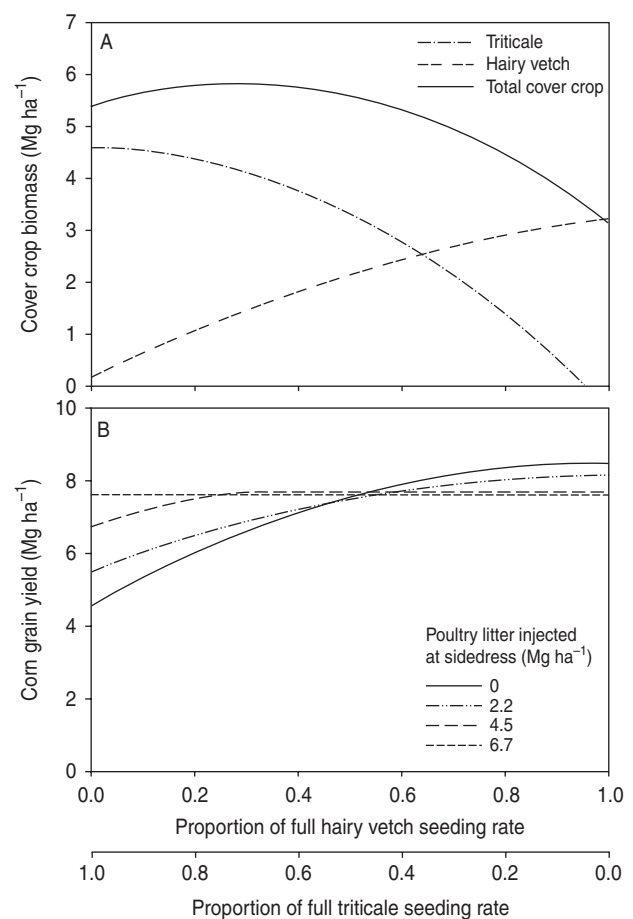 A
Triticale
Hairy vetch
Total cover crop
7
6
5
4
3
2
1
0
Cover crop biomass (Mg ha⁻¹)
B
10
8
6
4
2
0
Corn grain yield (Mg ha⁻¹)
Poultry litter injected
at sidedress (Mg ha⁻¹)
0
2.2
4.5
6.7
0.0 0.2 0.4 0.6 0.8 1.0
Proportion of full hairy vetch seeding rate
1.0 0.8 0.6 0.4 0.2 0.0
Proportion of full triticale seeding rate